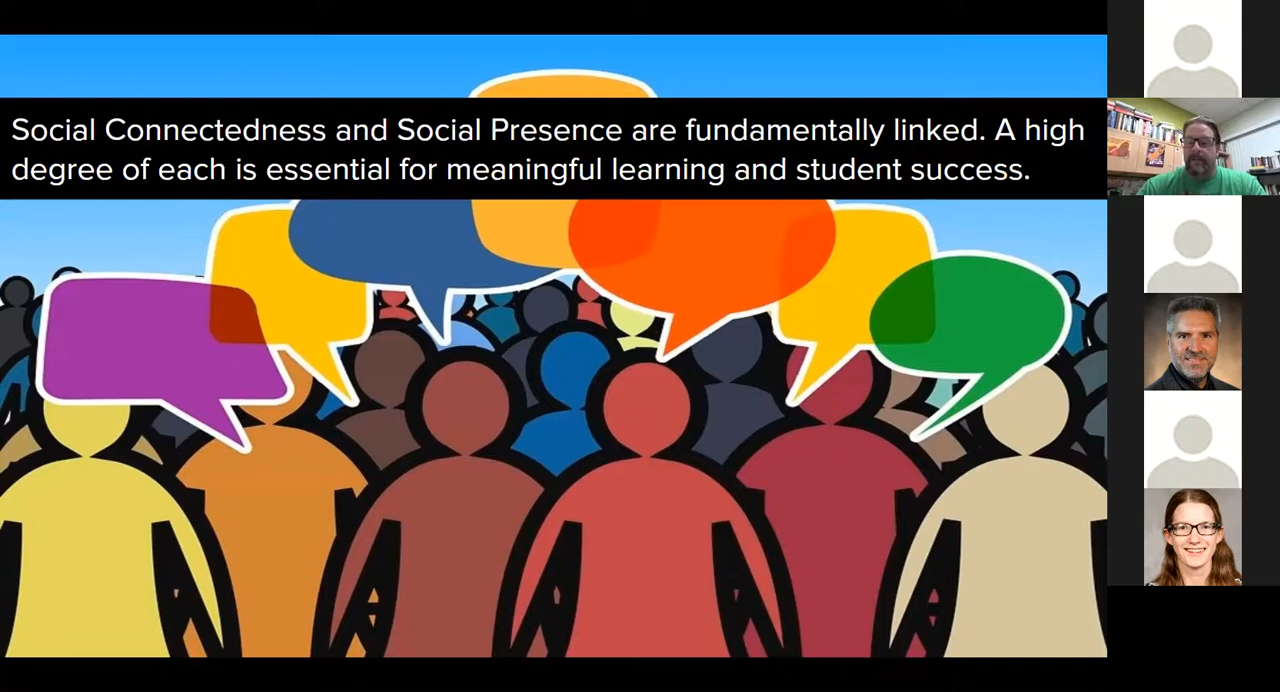 Social Connectedness and Social Presence are fundamentally linked. A high
degree of each is essential for meaningful learning and student success.